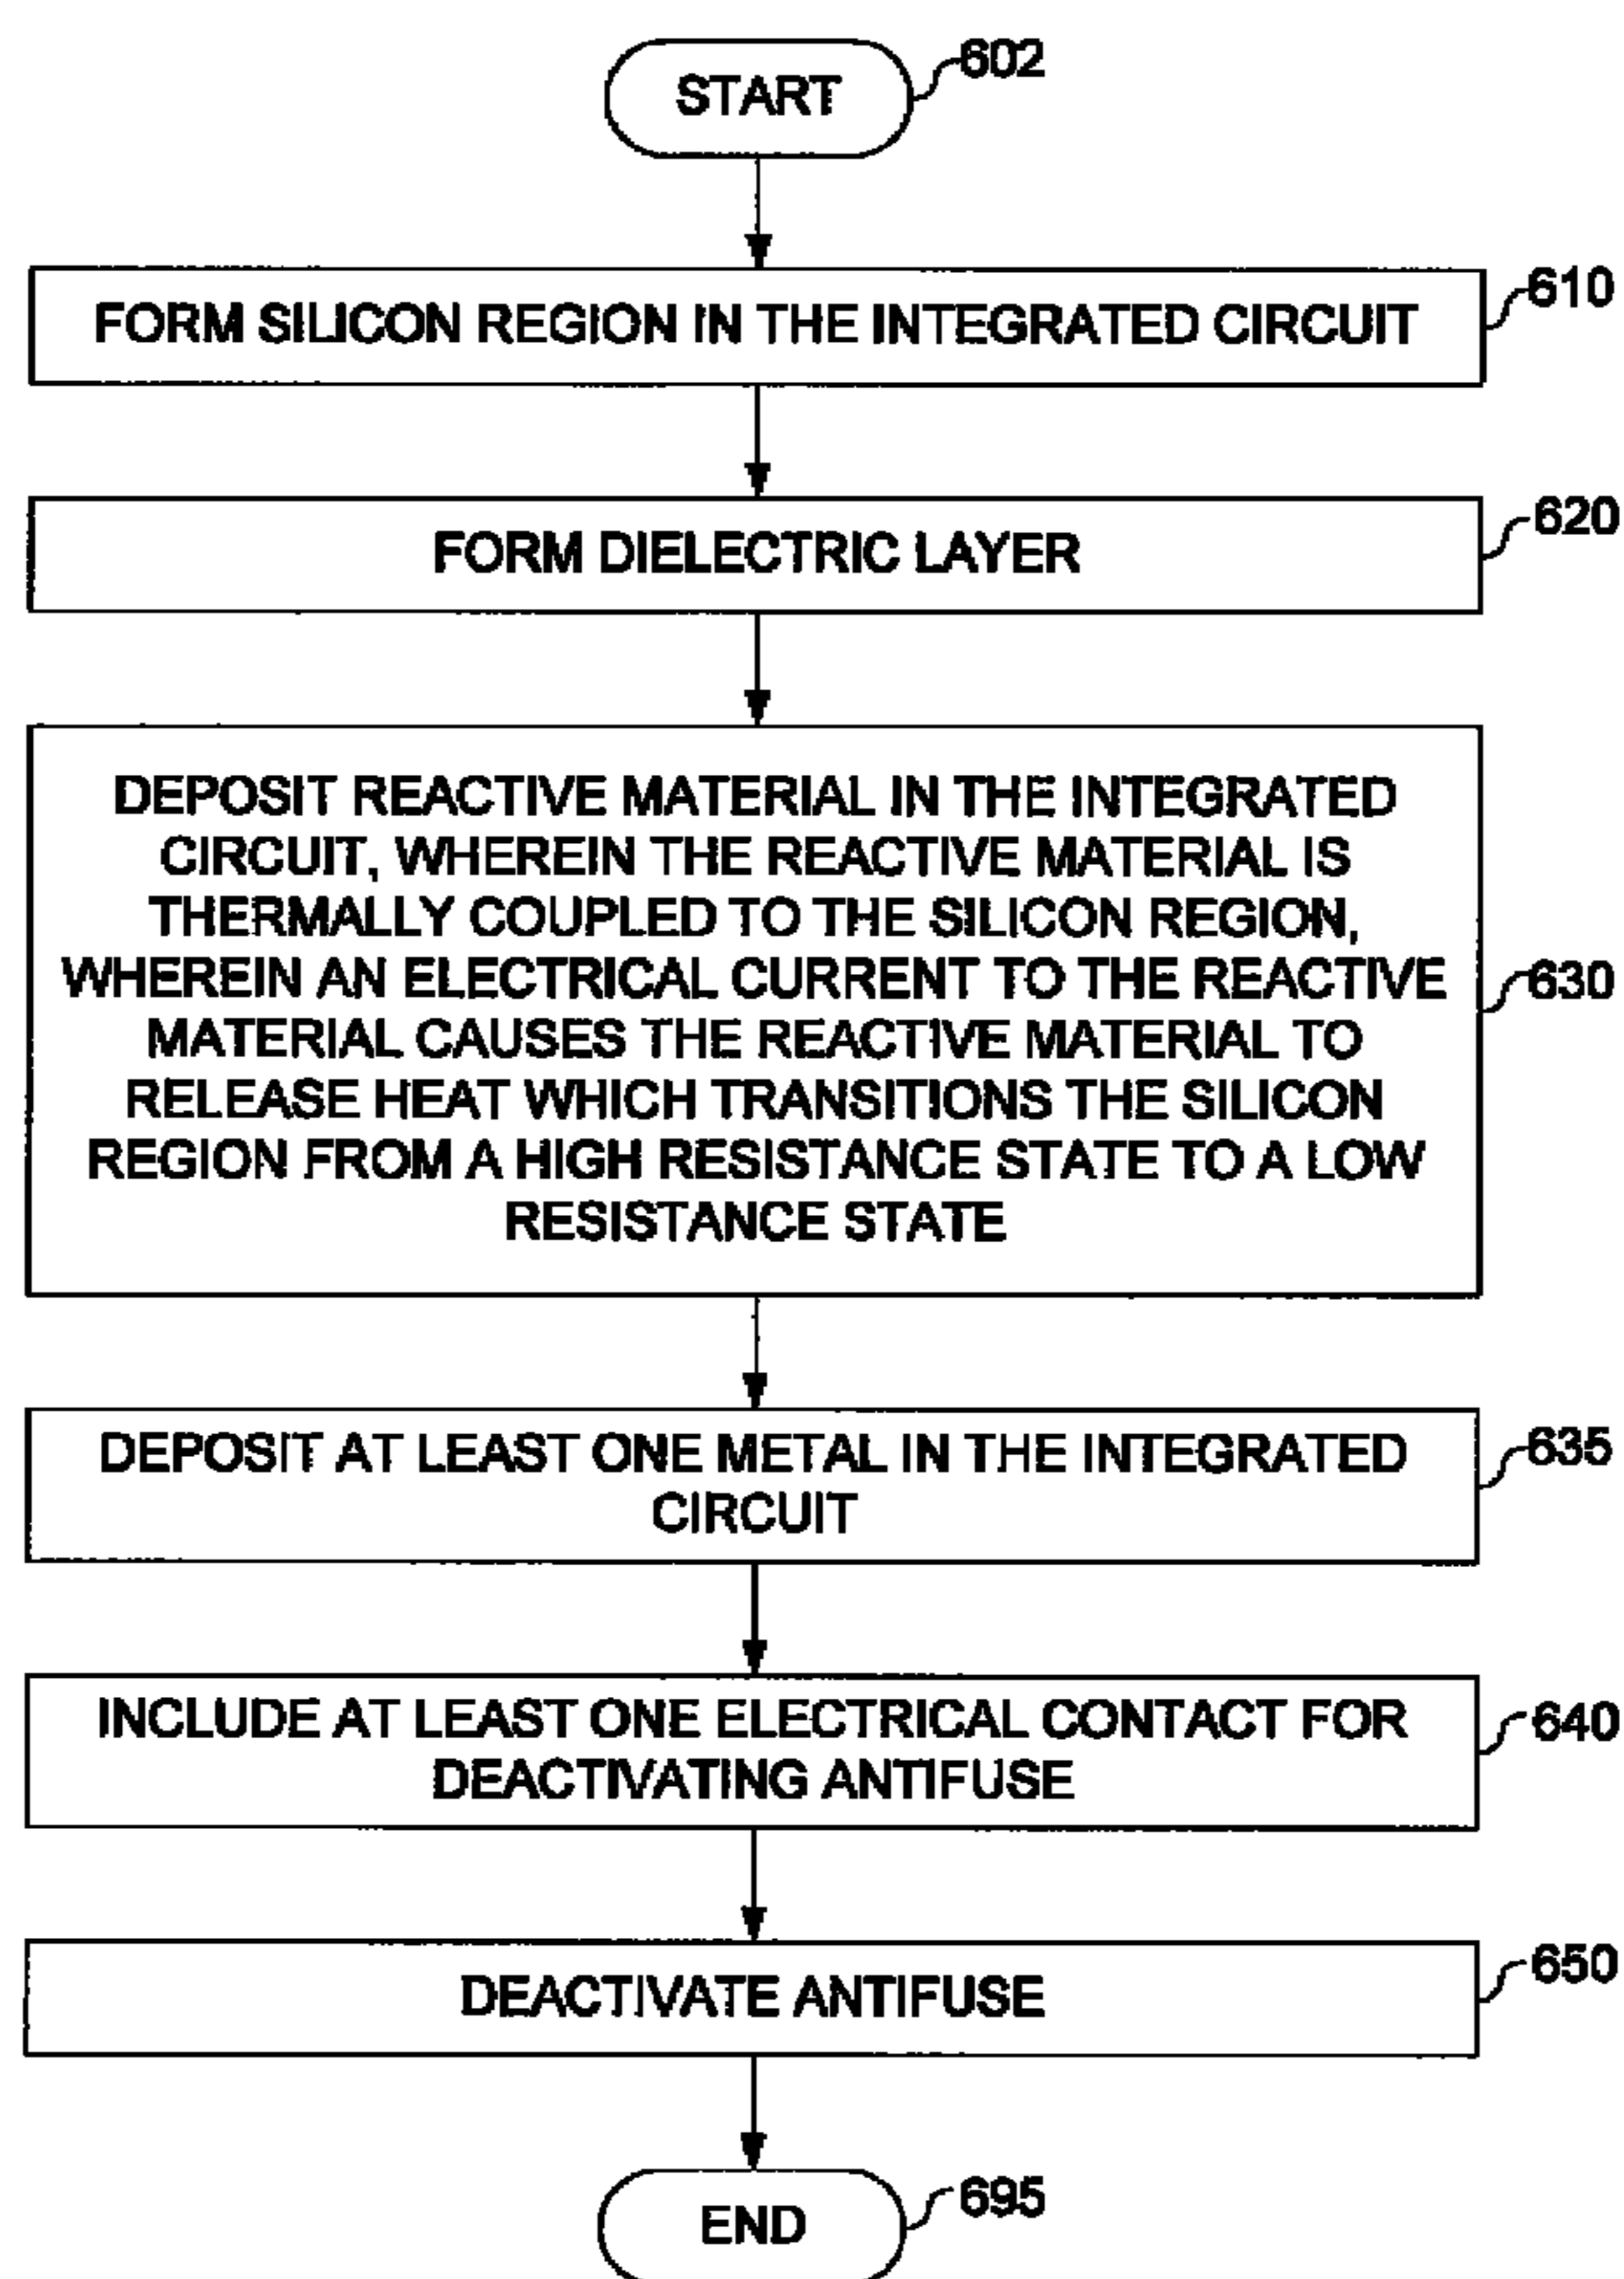 START
602
FORM SILICON REGION IN THE INTEGRATED CIRCUIT
610
FORM DIELECTRIC LAYER
620
DEPOSIT REACTIVE MATERIAL IN THE INTEGRATED
CIRCUIT, WHEREIN THE REACTIVE MATERIAL IS
THERMALLY COUPLED TO THE SILICON REGION,
WHEREIN AN ELECTRICAL CURRENT TO THE REACTIVE
MATERIAL CAUSES THE REACTIVE MATERIAL TO
RELEASE HEAT WHICH TRANSITIONS THE SILICON
REGION FROM A HIGH RESISTANCE STATE TO A LOW
RESISTANCE STATE
630
DEPOSIT AT LEAST ONE METAL IN THE INTEGRATED
CIRCUIT
635
INCLUDE AT LEAST ONE ELECTRICAL CONTACT FOR
DEACTIVATING ANTIFUSE
640
DEACTIVATE ANTIFUSE
650
END
695